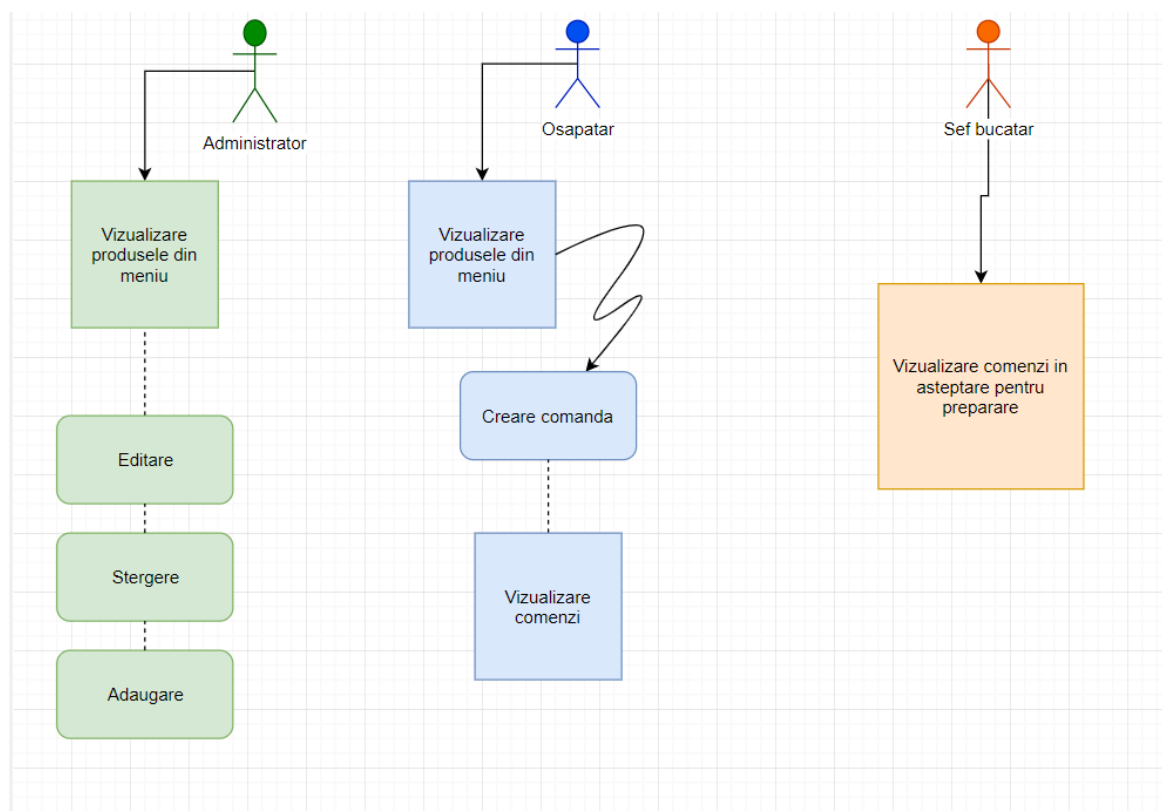 Administrator
Osapatar
Sef bucatar
Vizualizare
produsele din
meniu
Vizualizare
produsele din
meniu
Vizualizare comenzi in
asteptare pentru
preparare
Editare
Creare comanda
Stergere
Vizualizare
comenzi
Adaugare